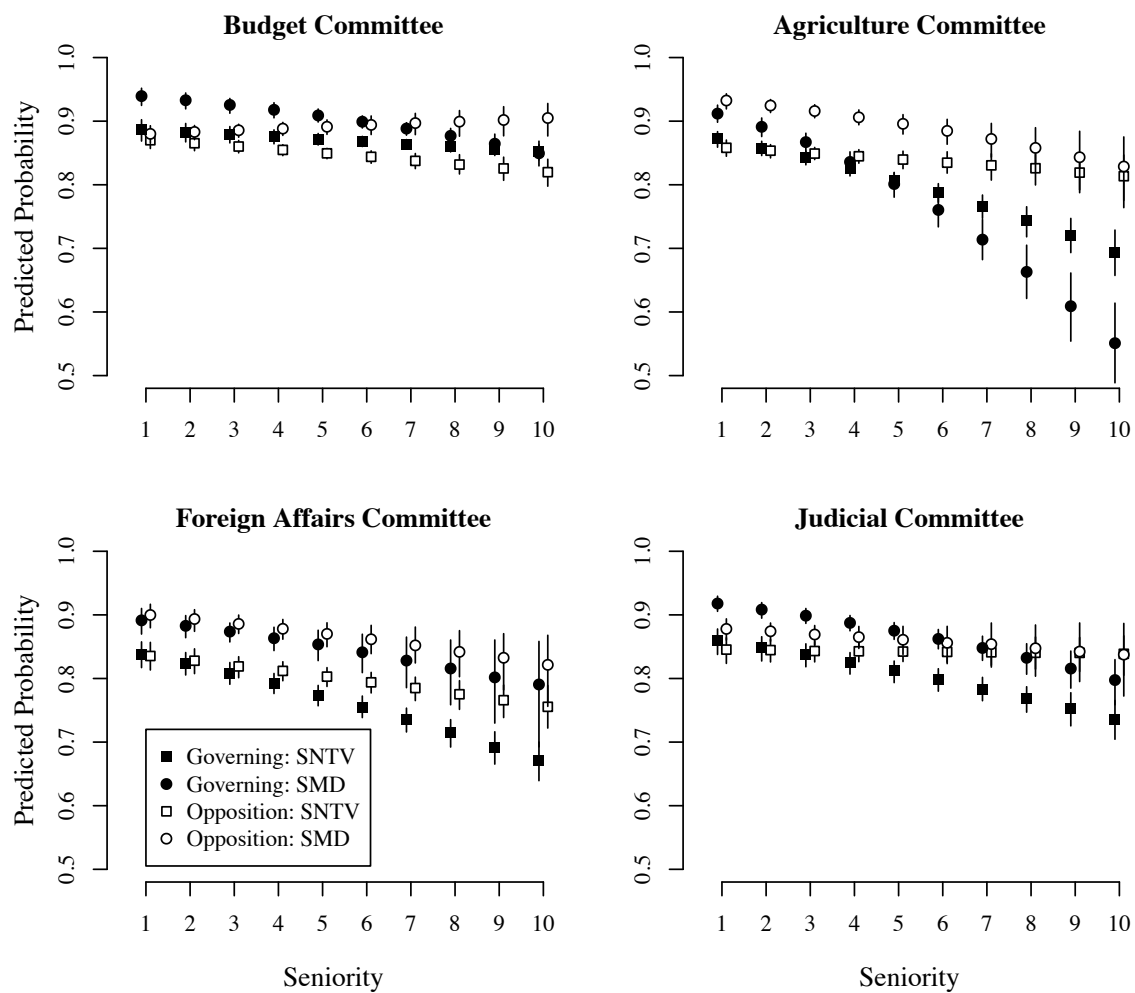 Budget Committee
Predicted Probability
0.5 0.6 0.7 0.8 0.9 1.0
1 2 3 4 5 6 7 8 9 10
Agriculture Committee
0.5 0.6 0.7 0.8 0.9 1.0
1 2 3 4 5 6 7 8 9 10
Foreign Affairs Committee
Predicted Probability
0.5 0.6 0.7 0.8 0.9 1.0
Governing: SNTV
Governing: SMD
Opposition: SNTV
Opposition: SMD
1 2 3 4 5 6 7 8 9 10
Seniority
Judicial Committee
0.5 0.6 0.7 0.8 0.9 1.0
1 2 3 4 5 6 7 8 9 10
Seniority